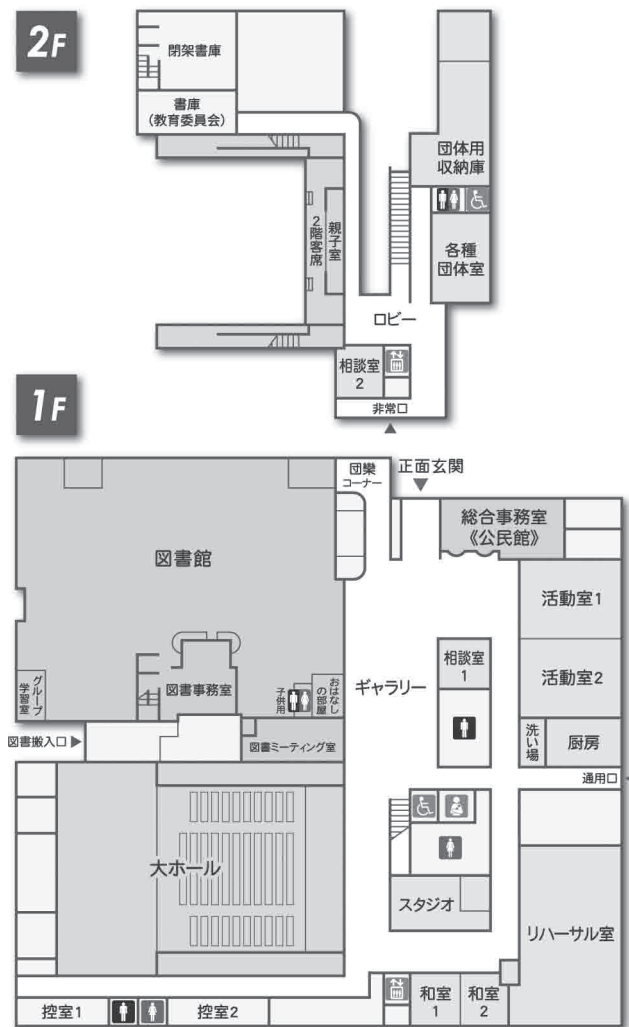 2F
閉架書庫
書庫
(教育委員会)
団体用
収納庫
2階客席
親子室
各種
団体室
ロビー
相談室
2
非常口
1F
団欒
コーナー
正面玄関
総合事務室
《公民館》
図書館
活動室1
相談室
1
活動室2
ギャラリー
グループ
学習室
図書事務室
子供用
おはなし
の部屋
洗い場
厨房
図書搬入口
図書ミーティング室
通用口
大ホール
スタジオ
リハーサル室
控室1
控室2
和室
1
和室
2